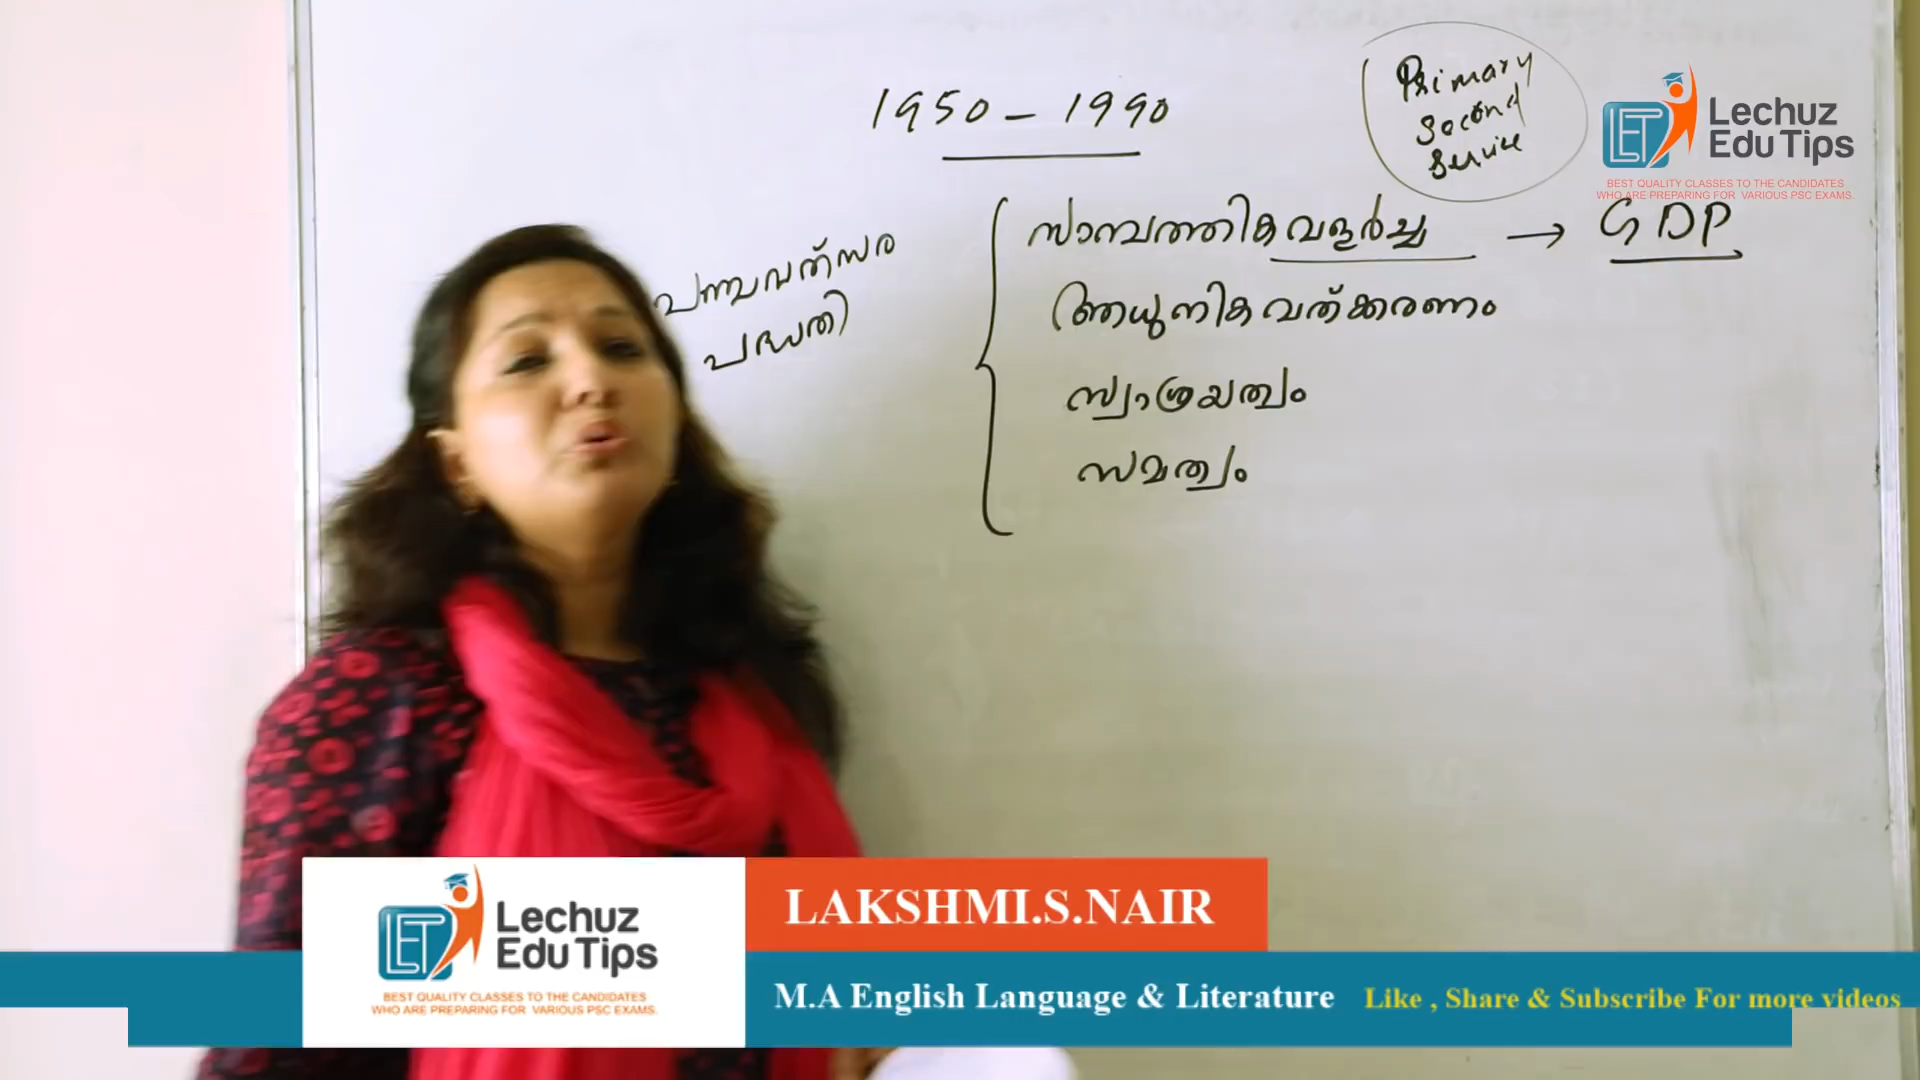 1950 – 1990
Primary
Second
Service
Lechuz
Edu Tips
BEST QUALITY CLASSES TO THE CANDIDATES
WHO ARE PREPARING FOR VARIOUS PSC EXAMS.
പഞ്ചവത്സര
പദ്ധതി
സാമ്പത്തികവളർച്ച → GDP
ആധുനികവത്ക്കരണം
സ്വാശ്രയത്വം
സമത്വം
LET
Lechuz
Edu Tips
BEST QUALITY CLASSES TO THE CANDIDATES
WHO ARE PREPARING FOR VARIOUS PSC EXAMS.
LAKSHMI.S.NAIR
M.A English Language & Literature
Like , Share & Subscribe For more videos